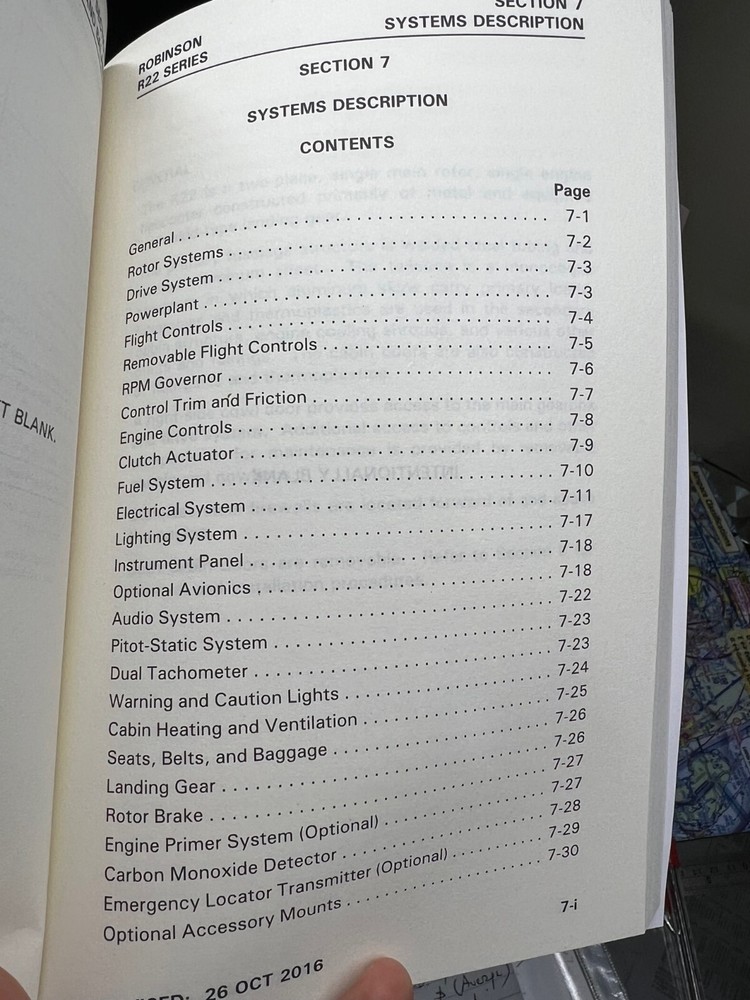 T BLANK.
ROBINSON
R22 SERIES
SECTION 7
SYSTEMS DESCRIPTION
SECTION 7
SYSTEMS DESCRIPTION
CONTENTS
Page
General . . . . . . . . . . 7-1
Rotor Systems . . . . . . . . . . 7-2
Drive System . . . . . . . . . . 7-3
Powerplant . . . . . . . . . . 7-3
Flight Controls . . . . . . . . . . 7-4
Removable Flight Controls . . . . . . . . . . 7-5
RPM Governor . . . . . . . . . . 7-6
Control Trim and Friction . . . . . . . . . . 7-7
Engine Controls . . . . . . . . . . 7-8
Clutch Actuator . . . . . . . . . . 7-9
Fuel System . . . . . . . . . . 7-10
Electrical System . . . . . . . . . . 7-11
Lighting System . . . . . . . . . . 7-17
Instrument Panel . . . . . . . . . . 7-18
Optional Avionics . . . . . . . . . . 7-18
Audio System . . . . . . . . . . 7-22
Pitot-Static System . . . . . . . . . . 7-23
Dual Tachometer . . . . . . . . . . 7-23
Warning and Caution Lights . . . . . . . . . . 7-24
Cabin Heating and Ventilation . . . . . . . . . . 7-25
Seats, Belts, and Baggage . . . . . . . . . . 7-26
Landing Gear . . . . . . . . . . 7-26
Rotor Brake . . . . . . . . . . 7-27
Engine Primer System (Optional) . . . . . . . . . . 7-27
Carbon Monoxide Detector . . . . . . . . . . 7-28
Emergency Locator Transmitter (Optional) . . . . . . . . . . 7-29
Optional Accessory Mounts . . . . . . . . . . 7-30
7-i
26 OCT 2016